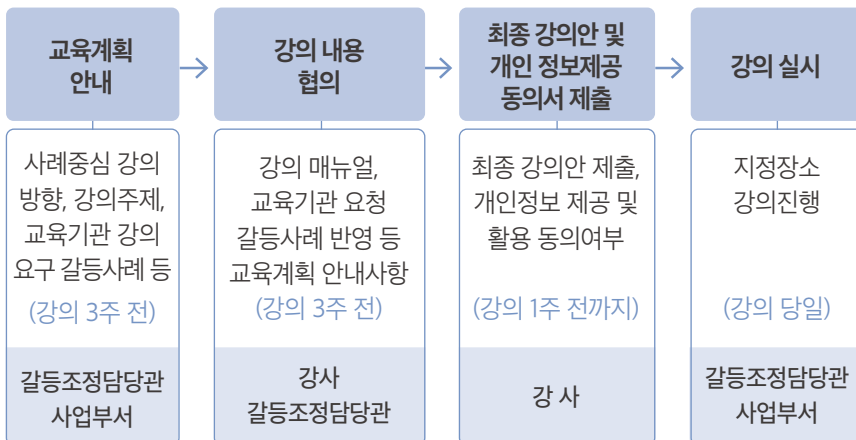 교육계획
안내
사례중심 강의
방향, 강의주제,
교육기관 강의
요구 갈등사례 등
(강의 3주 전)
갈등조정담당관
사업부서
강의 내용
협의
강의 매뉴얼,
교육기관 요청
갈등사례 반영 등
교육계획 안내사항
(강의 3주 전)
강사
갈등조정담당관
최종 강의안 및
개인 정보제공
동의서 제출
최종 강의안 제출,
개인정보 제공 및
활용 동의여부
(강의 1주 전까지)
강 사
강의 실시
지정장소
강의진행
(강의 당일)
갈등조정담당관
사업부서